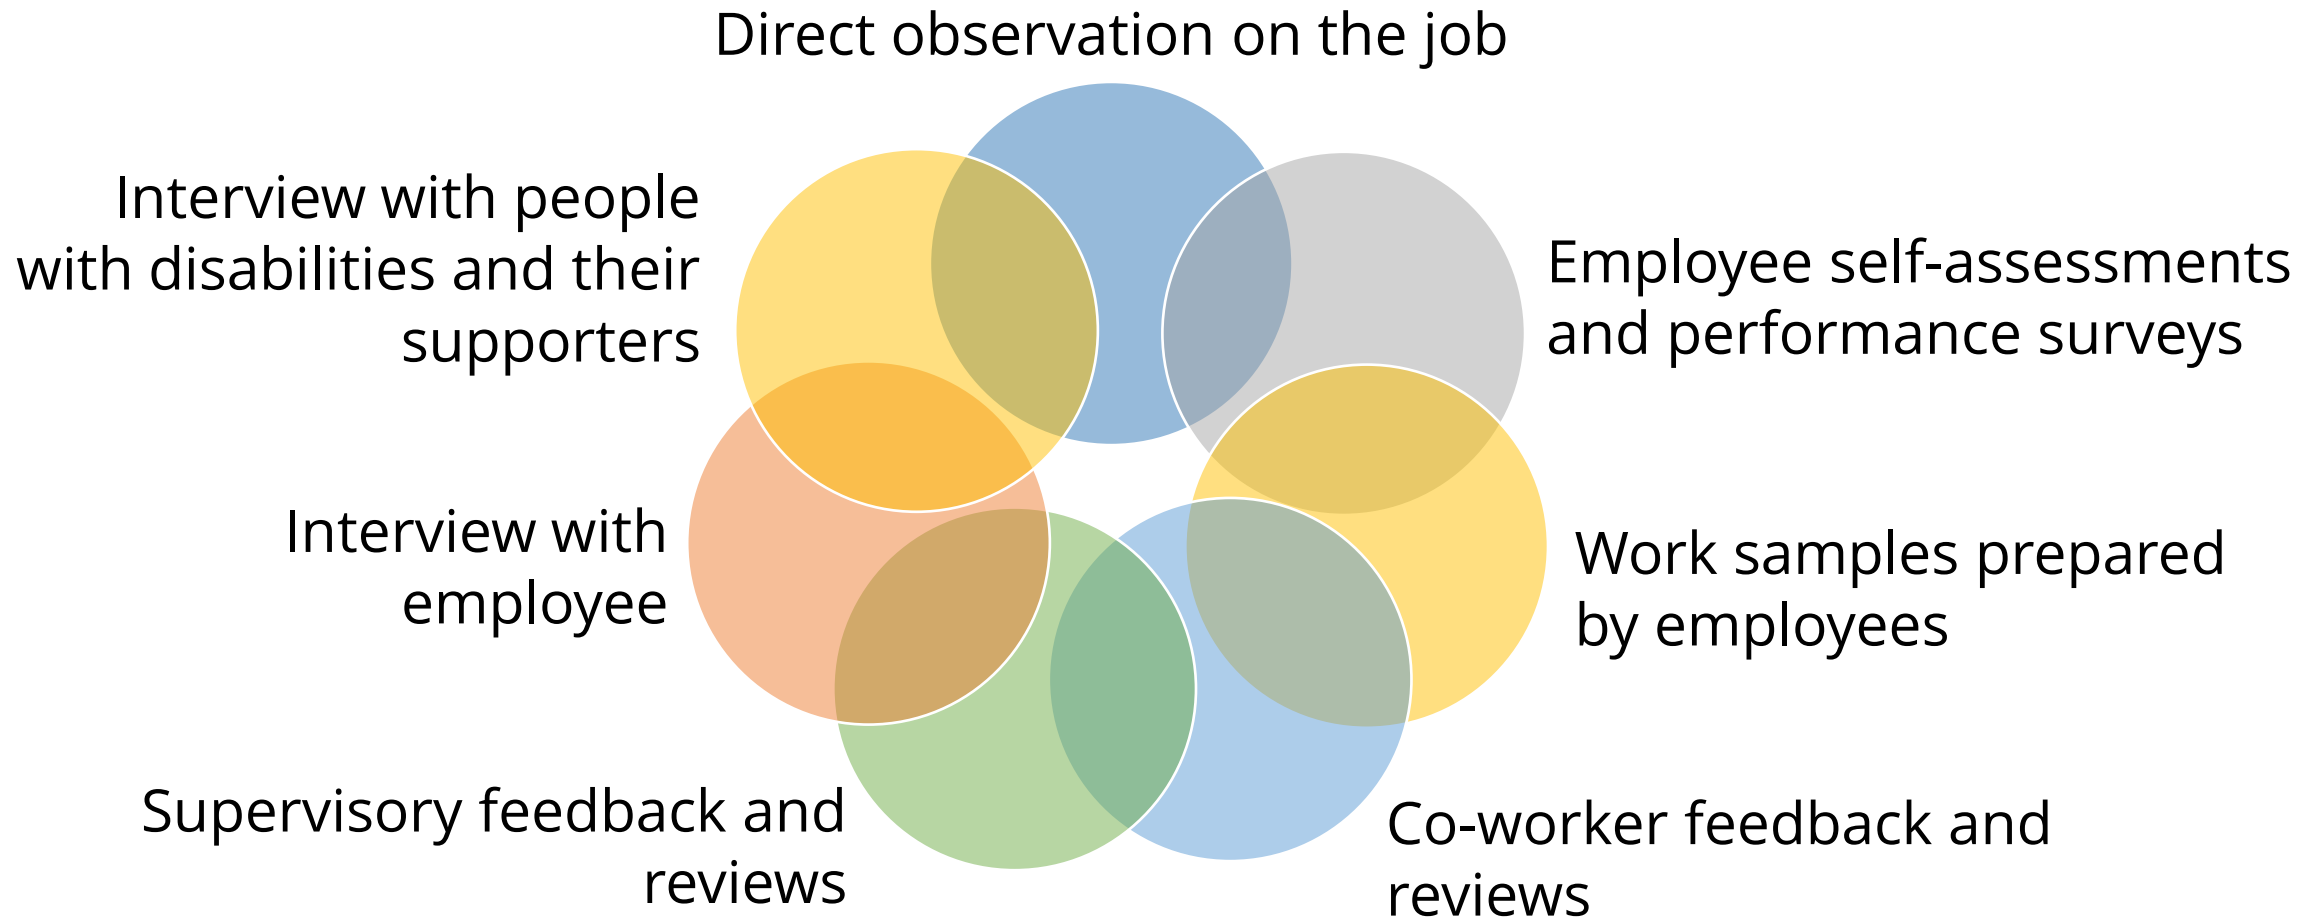 Direct observation on the job
Interview with people
with disabilities and their
supporters
Employee self-assessments
and performance surveys
Interview with
employee
Work samples prepared
by employees
Supervisory feedback and
reviews
Co-worker feedback and
reviews